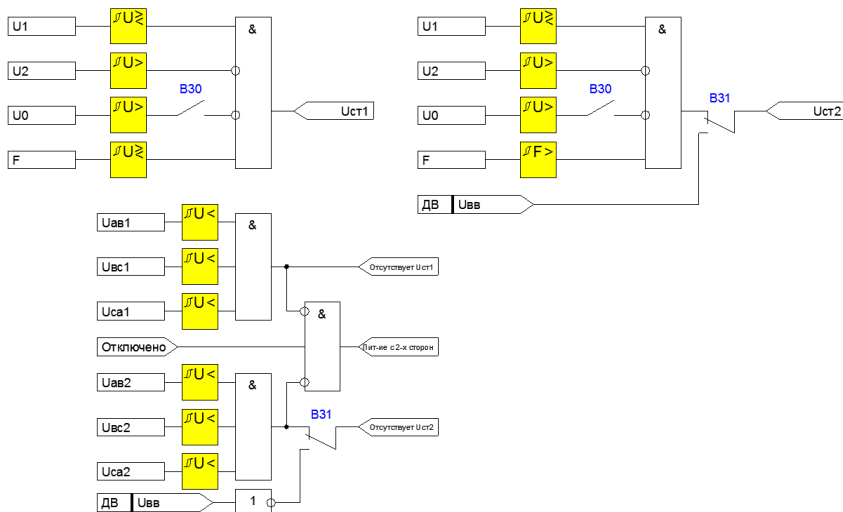 U1
U≷
&
U2
U>
B30
U0
U>
Uст1
F
U≷
U1
U≷
&
U2
U>
B30
B31
U0
U>
Uст2
F
F>
ДВ Uвв
Uав1
U<
&
Uвс1
U<
Отсутствует Uст1
Uса1
U<
&
Отключено
Пит-ие с 2-х сторон
Uав2
U<
&
B31
Uвс2
U<
Отсутствует Uст2
Uса2
U<
ДВ Uвв
1